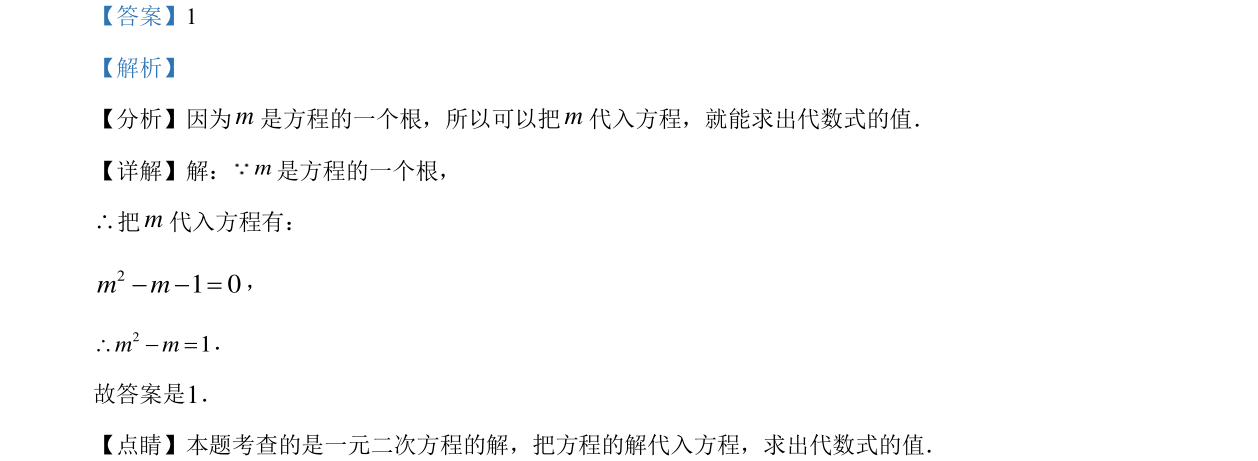 【答案】1
【解析】
【分析】因为 m 是方程的一个根，所以可以把 m 代入方程，就能求出代数式的值．
【详解】解：∵ m 是方程的一个根，
∴把 m 代入方程有：
m² − m − 1 = 0，
∴m² − m = 1．
故答案是1．
【点睛】本题考查的是一元二次方程的解，把方程的解代入方程，求出代数式的值．